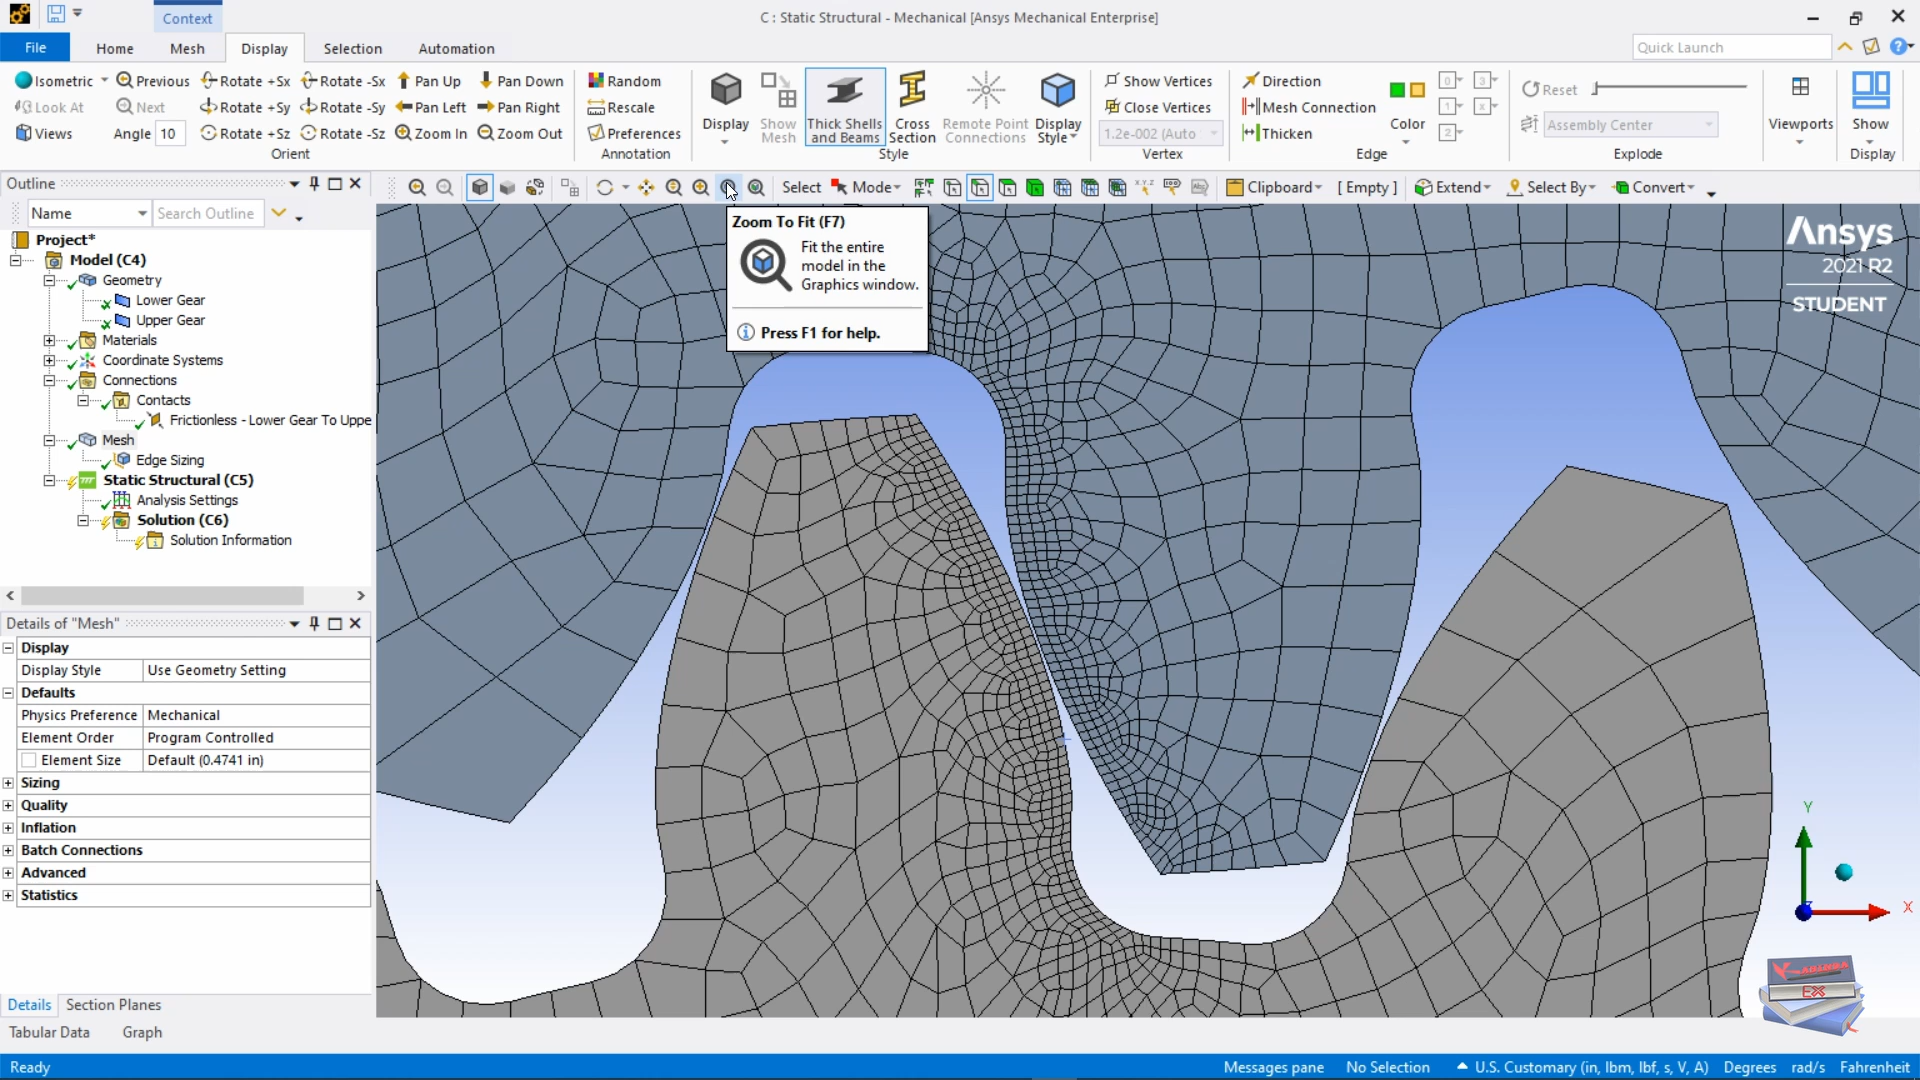 Context
C : Static Structural - Mechanical [Ansys Mechanical Enterprise]
File
Home
Mesh
Display
Selection
Automation
Quick Launch
Isometric
Previous
Rotate +Sx
Rotate -Sx
Pan Up
Pan Down
Random
Show Vertices
Direction
Reset
Look At
Next
Rotate +Sy
Rotate -Sy
Pan Left
Pan Right
Rescale
Close Vertices
Mesh Connection
Views
Angle 10
Rotate +Sz
Rotate -Sz
Zoom In
Zoom Out
Preferences
1.2e-002 (Auto
Thicken
Assembly Center
Display
Show Mesh
Thick Shells and Beams
Cross Section
Remote Point Connections
Display Style
Color
Viewports
Show
Orient
Annotation
Style
Vertex
Edge
Explode
Display
Outline
Select
Mode
Clipboard
[ Empty ]
Extend
Select By
Convert
Name
Search Outline
Project*
Model (C4)
Geometry
Lower Gear
Upper Gear
Materials
Coordinate Systems
Connections
Contacts
Frictionless - Lower Gear To Uppe
Mesh
Edge Sizing
Static Structural (C5)
Analysis Settings
Solution (C6)
Solution Information
Zoom To Fit (F7)
Fit the entire
model in the
Graphics window.
Press F1 for help.
Ansys
2021 R2
STUDENT
Details of "Mesh"
Display
Display Style
Use Geometry Setting
Defaults
Physics Preference
Mechanical
Element Order
Program Controlled
Element Size
Default (0.4741 in)
Sizing
Quality
Inflation
Batch Connections
Advanced
Statistics
Y
X
EX
Details
Section Planes
Tabular Data
Graph
Ready
Messages pane
No Selection
U.S. Customary (in, lbm, lbf, s, V, A)
Degrees
rad/s
Fahrenheit